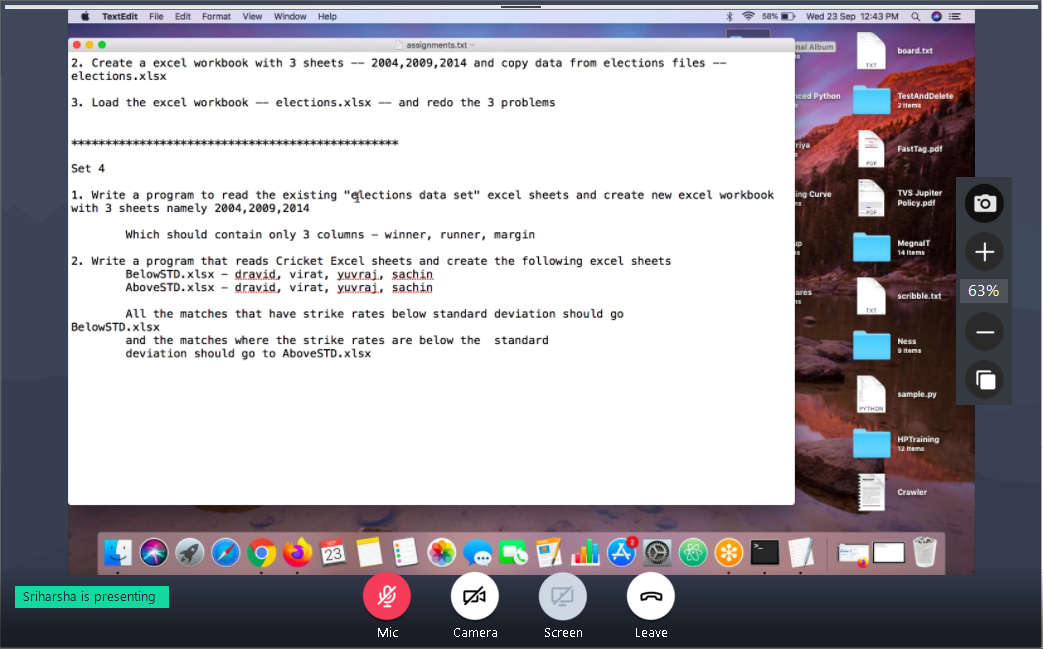 TextEdit File Edit Format View Window Help 58% Wed 23 Sep 12:43 PM
assignments.txt
2. Create a excel workbook with 3 sheets -- 2004,2009,2014 and copy data from elections files --
elections.xlsx
3. Load the excel workbook -- elections.xlsx -- and redo the 3 problems
************************************************
Set 4
1. Write a program to read the existing "elections data set" excel sheets and create new excel workbook
with 3 sheets namely 2004,2009,2014
Which should contain only 3 columns - winner, runner, margin
2. Write a program that reads Cricket Excel sheets and create the following excel sheets
BelowSTD.xlsx - dravid, virat, yuvraj, sachin
AboveSTD.xlsx - dravid, virat, yuvraj, sachin
All the matches that have strike rates below standard deviation should go
BelowSTD.xlsx
and the matches where the strike rates are below the standard
deviation should go to AboveSTD.xlsx
nal Album
nced Python
riya
ng Curve
up
ares
board.txt
TXT
TestAndDelete
2 items
FastTag.pdf
PDF
TVS Jupiter
Policy.pdf
PDF
MegnaIT
14 items
scribble.txt
TXT
Ness
9 items
sample.py
PYTHON
HPTraining
12 items
Crawler
63%
SEP
23
2
Sriharsha is presenting
Mic
Camera
Screen
Leave